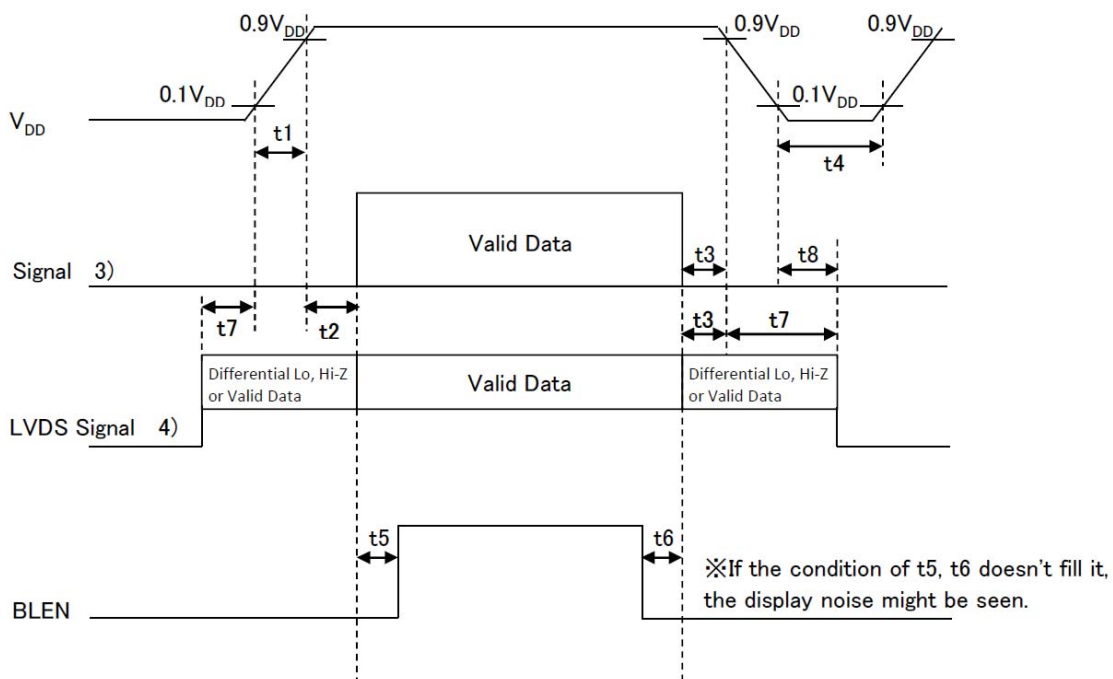 0.9VDD
0.9VDD
0.9VDD
0.1VDD
0.1VDD
VDD
t1
t4
Valid Data
Signal 3)
t3
t8
t7
t2
t3
t7
Differential Lo, Hi-Z
or Valid Data
Valid Data
Differential Lo, Hi-Z
or Valid Data
LVDS Signal 4)
t5
t6
※If the condition of t5, t6 doesn't fill it,
the display noise might be seen.
BLEN